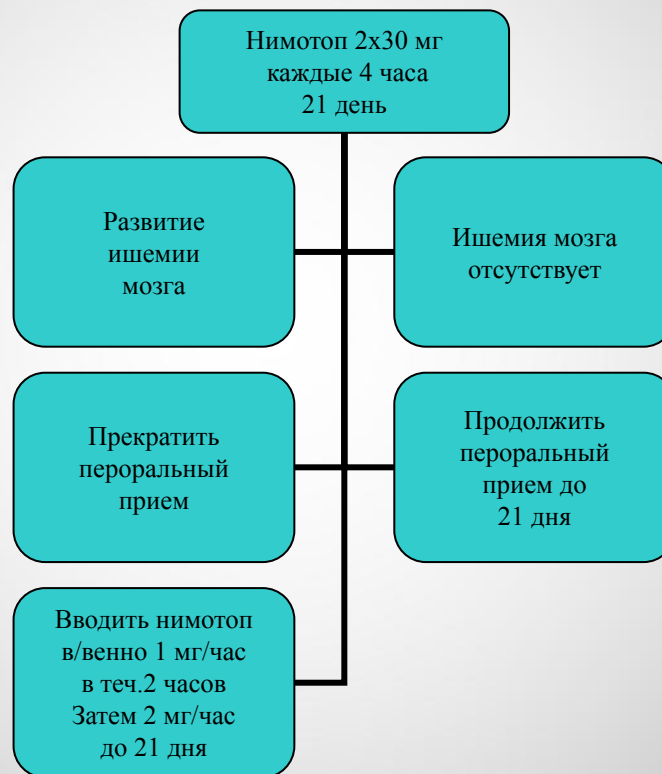 Нимотоп 2х30 мг
каждые 4 часа
21 день
Развитие
ишемии
мозга
Ишемия мозга
отсутствует
Прекратить
пероральный
прием
Продолжить
пероральный
прием до
21 дня
Вводить нимотоп
в/венно 1 мг/час
в теч.2 часов
Затем 2 мг/час
до 21 дня